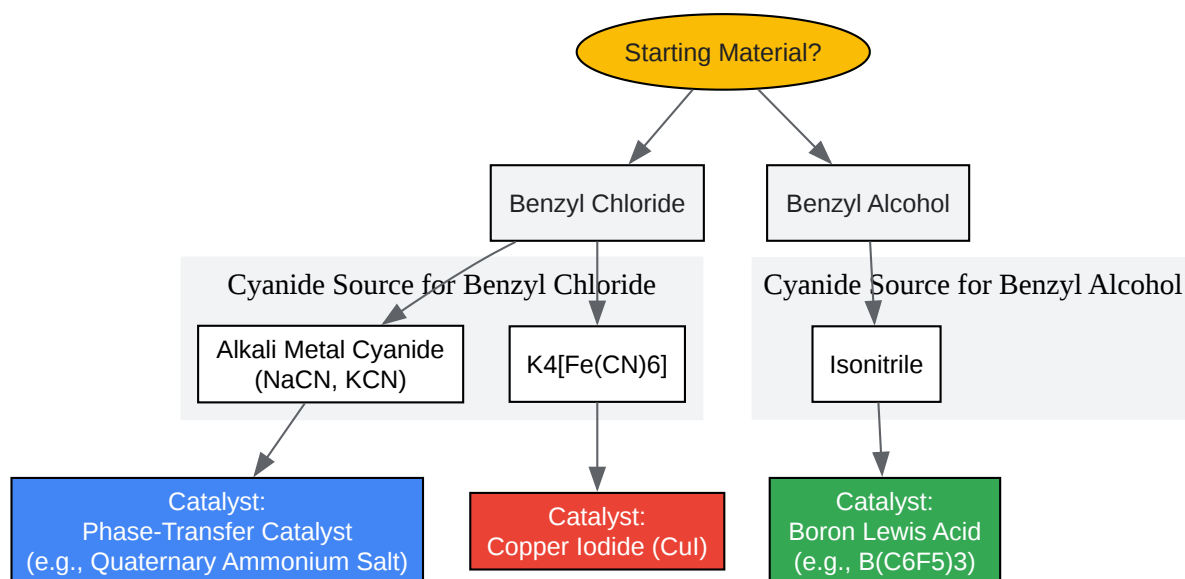 Starting Material?
Benzyl Chloride
Benzyl Alcohol
Cyanide Source for Benzyl Chloride
Cyanide Source for Benzyl Alcohol
Alkali Metal Cyanide
(NaCN, KCN)
K4[Fe(CN)6]
Isonitrile
Catalyst:
Phase-Transfer Catalyst
(e.g., Quaternary Ammonium Salt)
Catalyst:
Copper Iodide (CuI)
Catalyst:
Boron Lewis Acid
(e.g., B(C6F5)3)